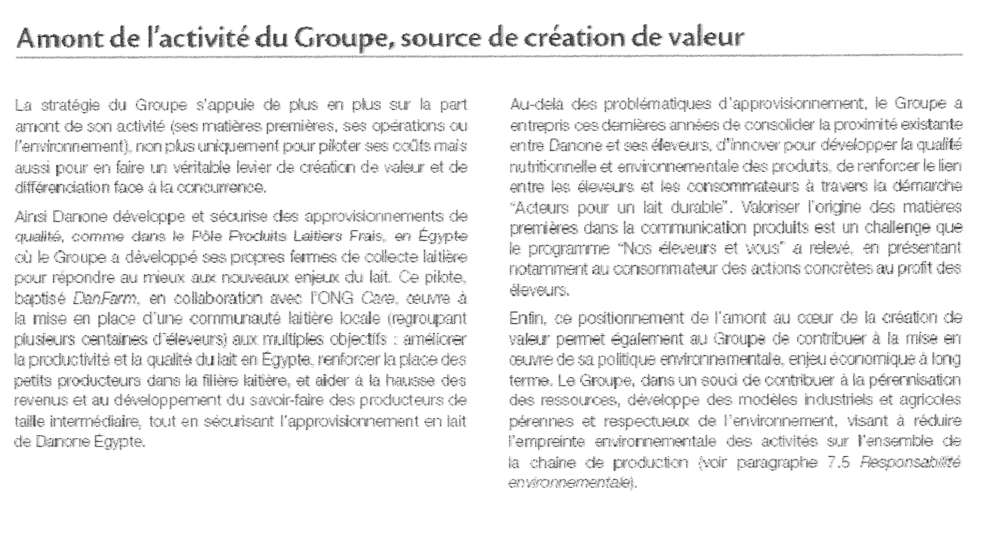 Amont de l'activité du Groupe, source de création de valeur
La stratégie du Groupe s'appuie de plus en plus sur la part
amont de son activité (ses matières premières, ses opérations ou
l'environnement), non plus uniquement pour piloter ses coûts mais
aussi pour en faire un véritable levier de création de valeur et de
différenciation face à la concurrence.
Ainsi Danone développe et sécurise des approvisionnements de
qualité, comme dans le Pôle Produits Laitiers Frais, en Égypte
où le Groupe a développé ses propres fermes de collecte laitière
pour répondre au mieux aux nouveaux enjeux du lait. Ce pilote,
baptisé DanFarm, en collaboration avec l'ONG Care, œuvre à
la mise en place d'une communauté laitière locale (regroupant
plusieurs centaines d'éleveurs) aux multiples objectifs : améliorer
la productivité et la qualité du lait en Égypte, renforcer la place des
petits producteurs dans la filière laitière, et aider à la hausse des
revenus et au développement du savoir-faire des producteurs de
taille intermédiaire, tout en sécurisant l'approvisionnement en lait
de Danone Égypte.
Au-delà des problématiques d'approvisionnement, le Groupe a
entrepris ces dernières années de consolider la proximité existante
entre Danone et ses éleveurs, d'innover pour développer la qualité
nutritionnelle et environnementale des produits, de renforcer le lien
entre les éleveurs et les consommateurs à travers la démarche
"Acteurs pour un lait durable". Valoriser l'origine des matières
premières dans la communication produits est un challenge que
le programme "Nos éleveurs et vous" a relevé, en présentant
notamment au consommateur des actions concrètes au profit des
éleveurs.
Enfin, ce positionnement de l'amont au cœur de la création de
valeur permet également au Groupe de contribuer à la mise en
œuvre de sa politique environnementale, enjeu économique à long
terme. Le Groupe, dans un souci de contribuer à la pérennisation
des ressources, développe des modèles industriels et agricoles
pérennes et respectueux de l'environnement, visant à réduire
l'empreinte environnementale des activités sur l'ensemble de
la chaîne de production (voir paragraphe 7.5 Responsabilité
environnementale).